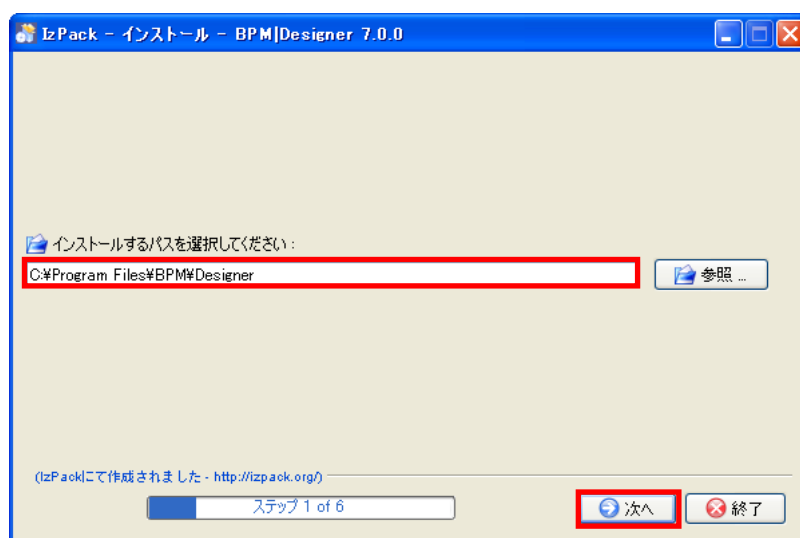 IzPack - インストール - BPM|Designer 7.0.0
インストールするパスを選択してください:
C:¥Program Files¥BPM¥Designer
参照 ...
(IzPackにて作成されました - http://izpack.org/)
ステップ 1 of 6
次へ
終了